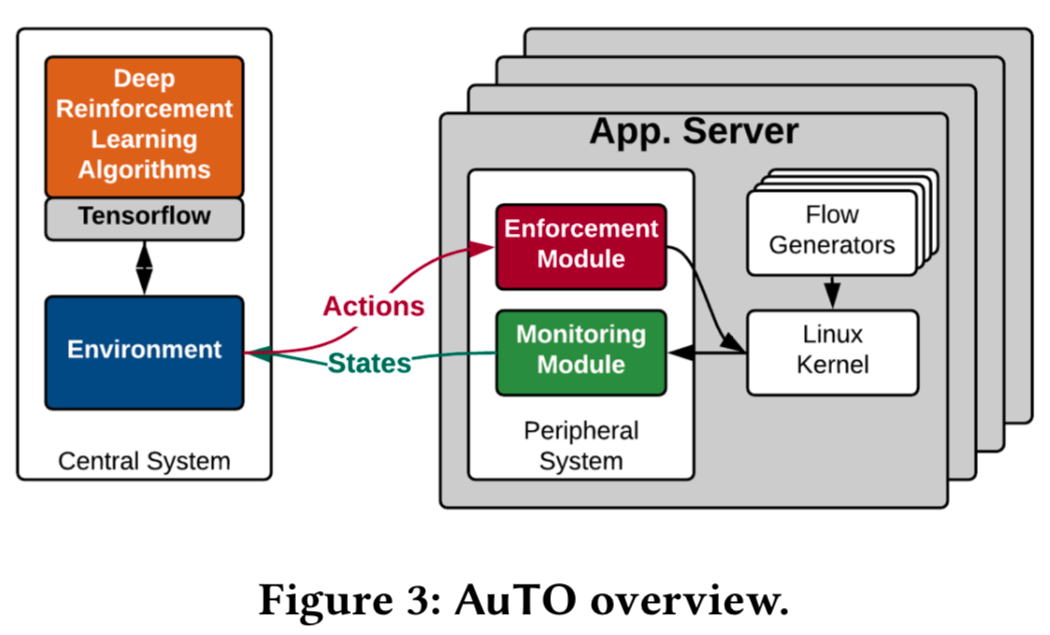 Deep
Reinforcement
Learning
Algorithms
Tensorflow
Environment
Central System
Actions
States
App. Server
Enforcement
Module
Monitoring
Module
Peripheral
System
Flow
Generators
Linux
Kernel
Figure 3: AuTO overview.